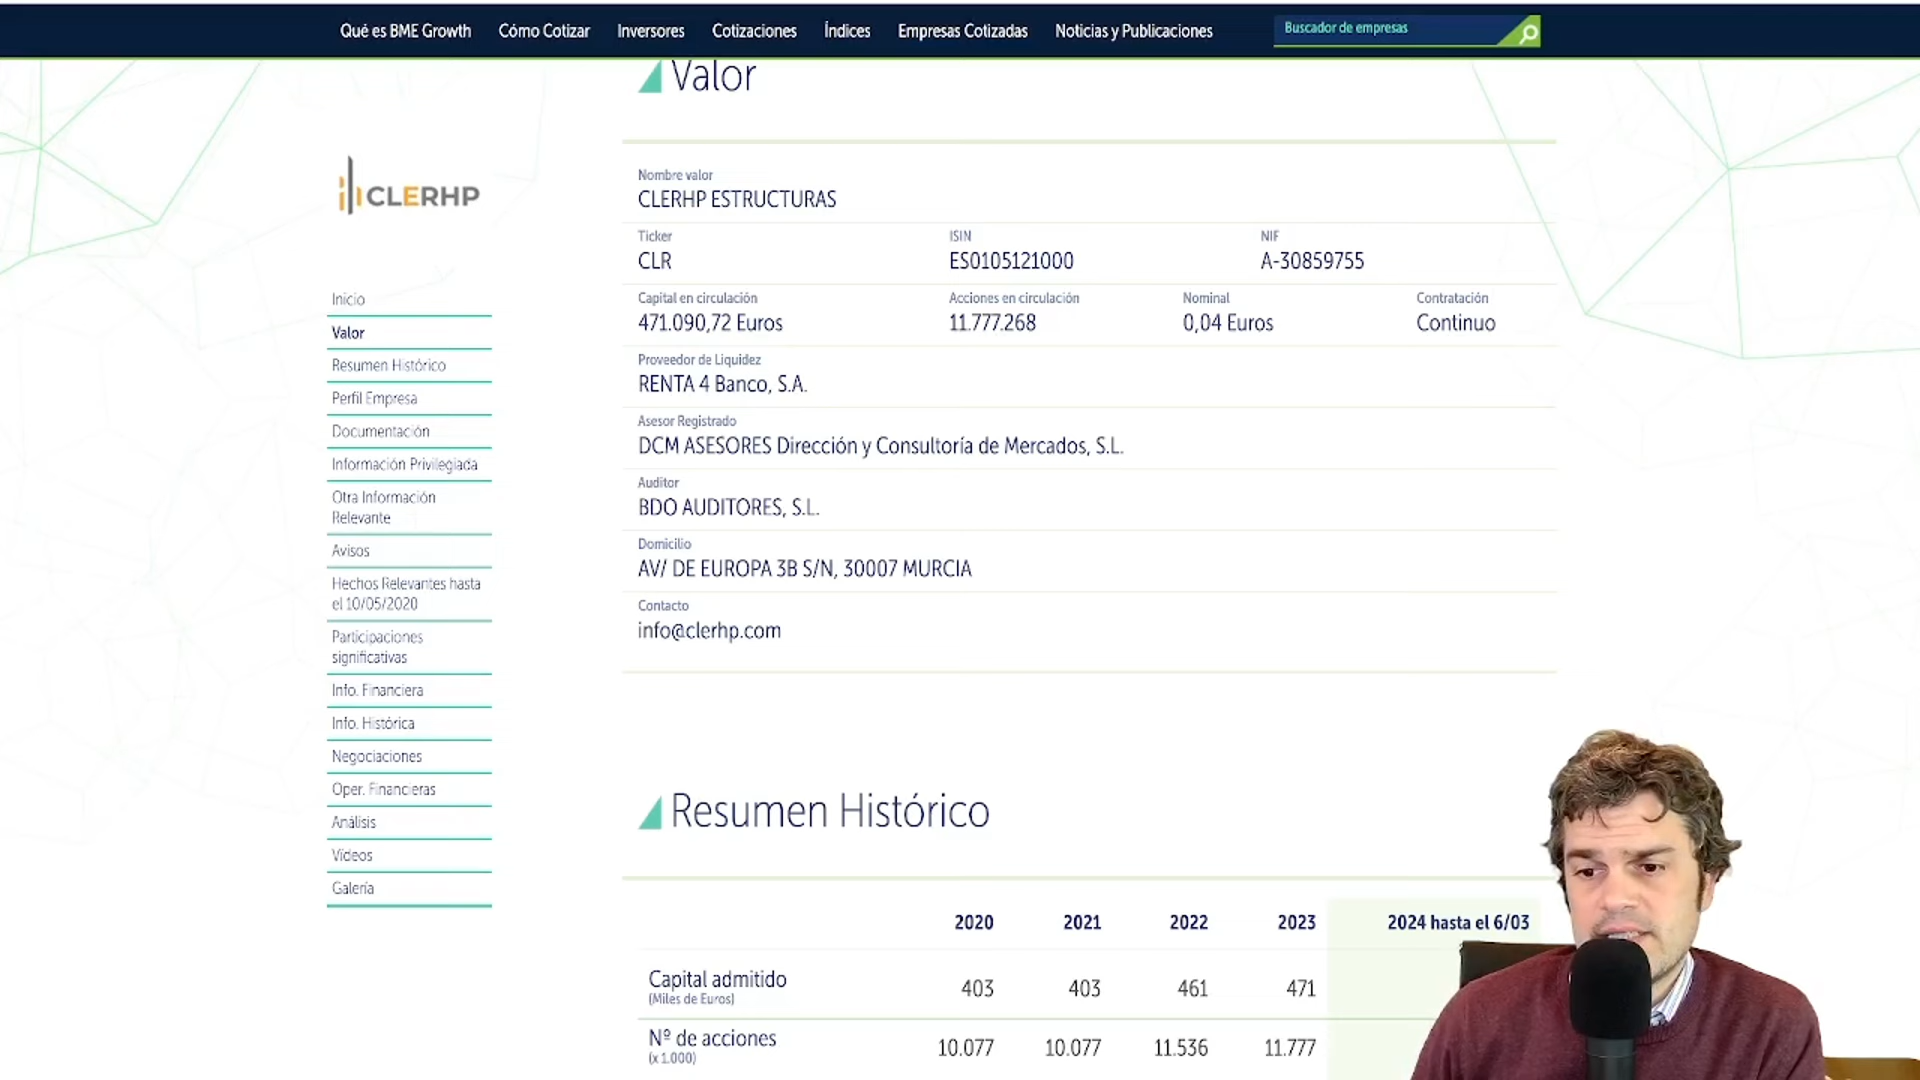 Qué es BME Growth Cómo Cotizar Inversores Cotizaciones Índices Empresas Cotizadas Noticias y Publicaciones Buscador de empresas
Valor
CLERHP
Inicio
Valor
Resumen Histórico
Perfil Empresa
Documentación
Información Privilegiada
Otra Información
Relevante
Avisos
Hechos Relevantes hasta
el 10/05/2020
Participaciones
significativas
Info. Financiera
Info. Histórica
Negociaciones
Oper. Financieras
Análisis
Vídeos
Galería
Nombre valor
CLERHP ESTRUCTURAS
Ticker ISIN NIF
CLR ES0105121000 A-30859755
Capital en circulación Acciones en circulación Nominal Contratación
471.090,72 Euros 11.777.268 0,04 Euros Continuo
Proveedor de Liquidez
RENTA 4 Banco, S.A.
Asesor Registrado
DCM ASESORES Dirección y Consultoría de Mercados, S.L.
Auditor
BDO AUDITORES, S.L.
Domicilio
AV/ DE EUROPA 3B S/N, 30007 MURCIA
Contacto
info@clerhp.com
Resumen Histórico
2020 2021 2022 2023 2024 hasta el 6/03
Capital admitido 403 403 461 471
(Miles de Euros)
Nº de acciones 10.077 10.077 11.536 11.777
(x 1.000)